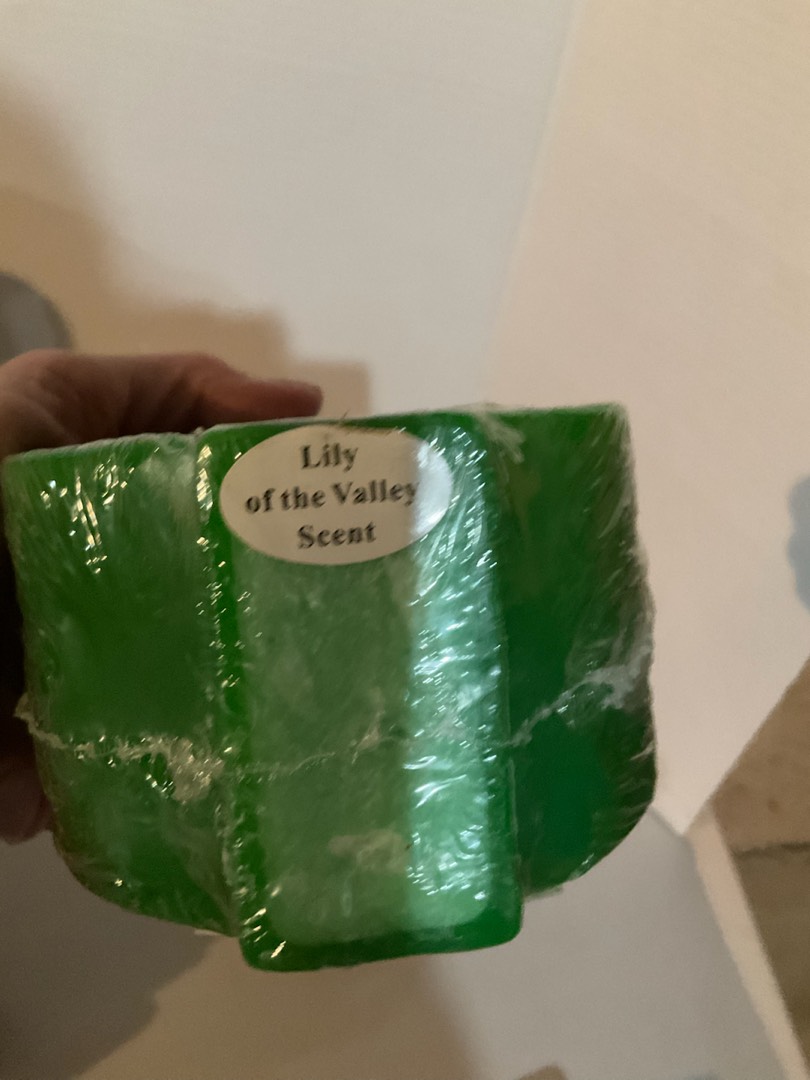 Lily
of the Valley
Scent